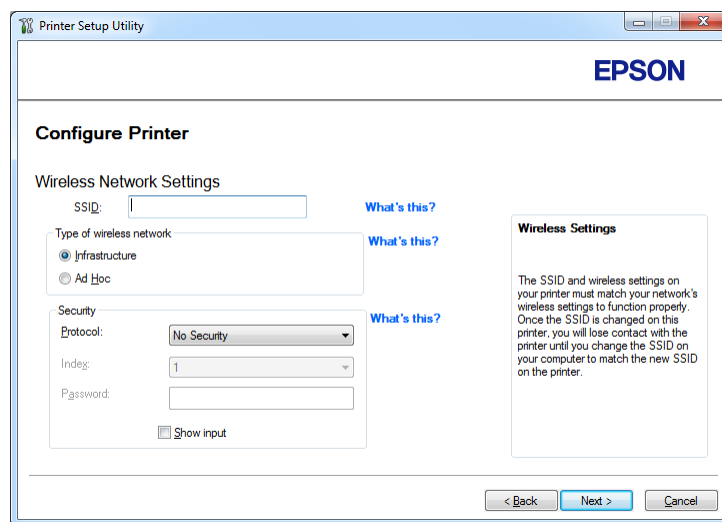 Printer Setup Utility
EPSON
Configure Printer
Wireless Network Settings
SSID:
What's this?
Type of wireless network
What's this?
Infrastructure
Ad Hoc
Security
What's this?
Protocol:
No Security
Index:
1
Password:
Show input
Wireless Settings
The SSID and wireless settings on
your printer must match your network's
wireless settings to function properly.
Once the SSID is changed on this
printer, you will lose contact with the
printer until you change the SSID on
your computer to match the new SSID
on the printer.
< Back
Next >
Cancel